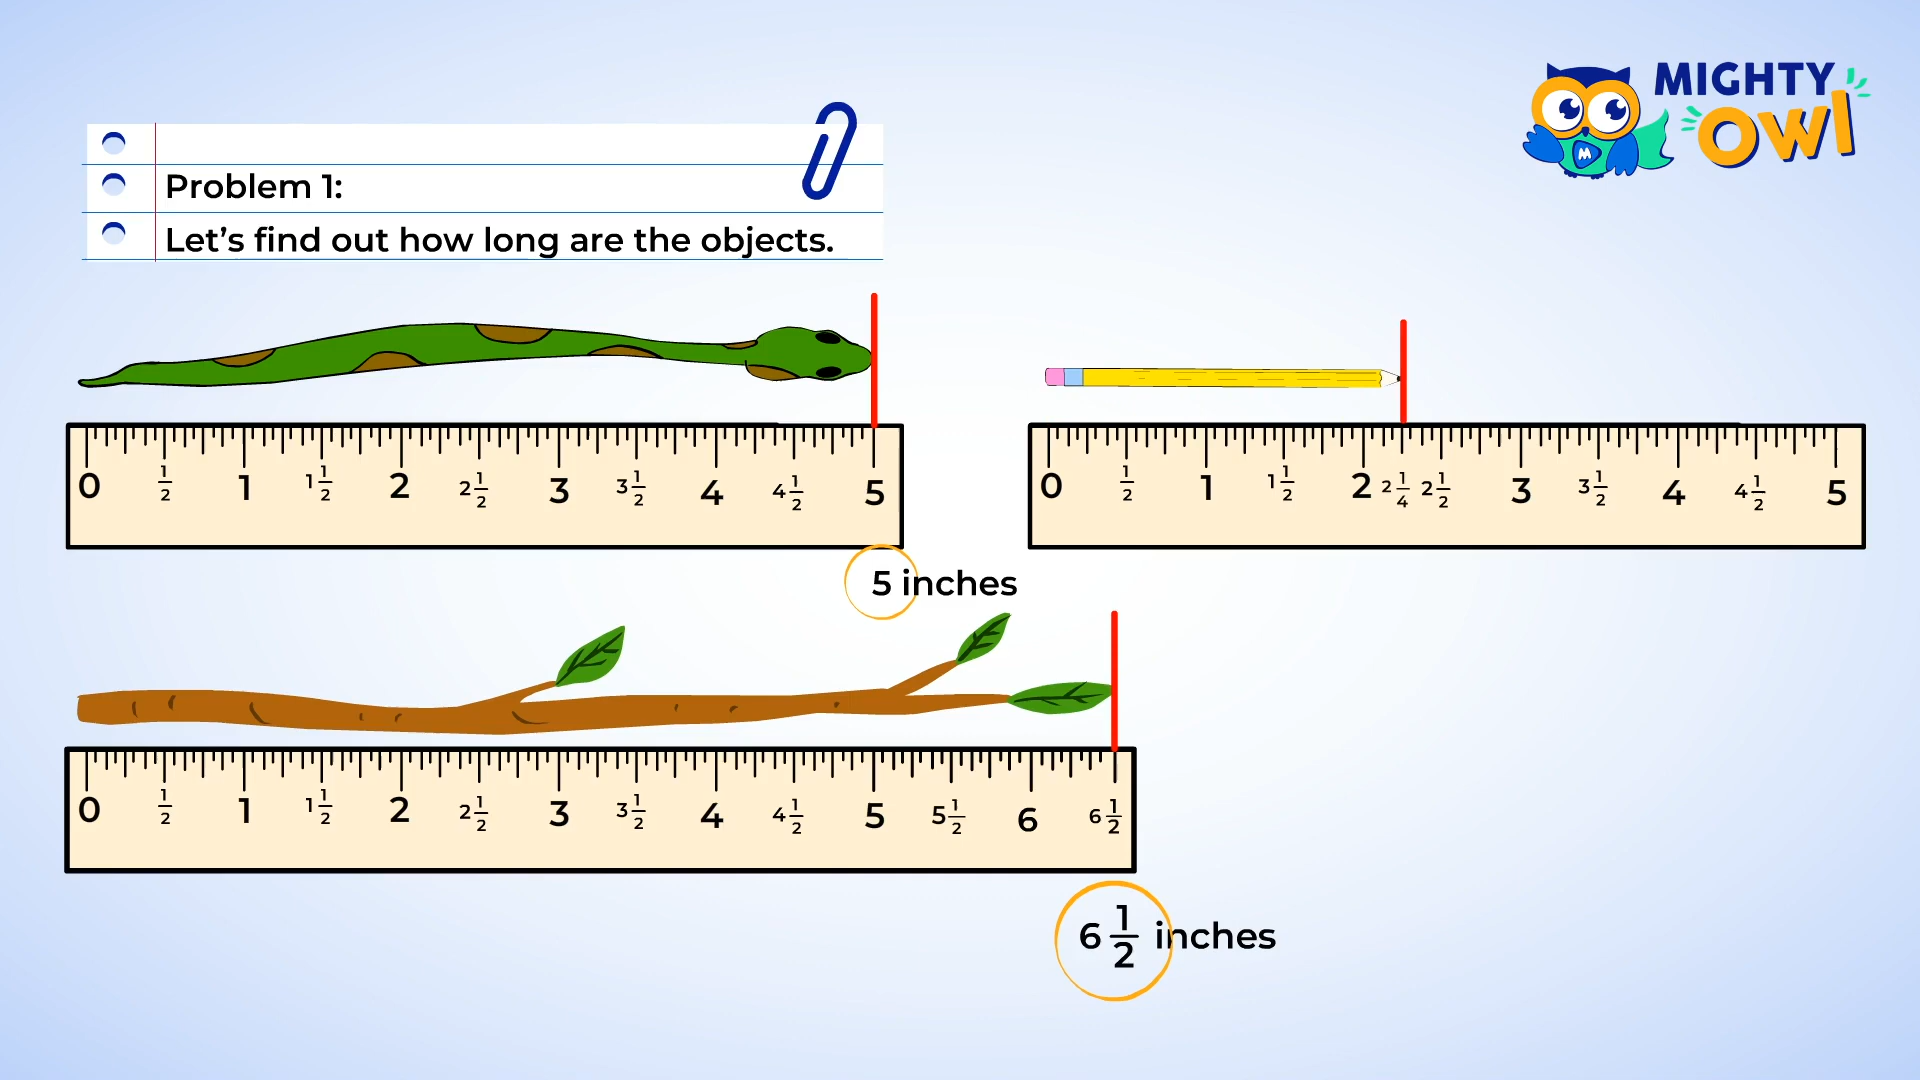 MIGHTY
OWL
M
Problem 1:
Let's find out how long are the objects.
0 1/2 1 1 1/2 2 2 1/2 3 3 1/2 4 4 1/2 5
5 inches
0 1/2 1 1 1/2 2 2 1/4 2 1/2 3 3 1/2 4 4 1/2 5
0 1/2 1 1 1/2 2 2 1/2 3 3 1/2 4 4 1/2 5 5 1/2 6 6 1/2
6 1/2 inches